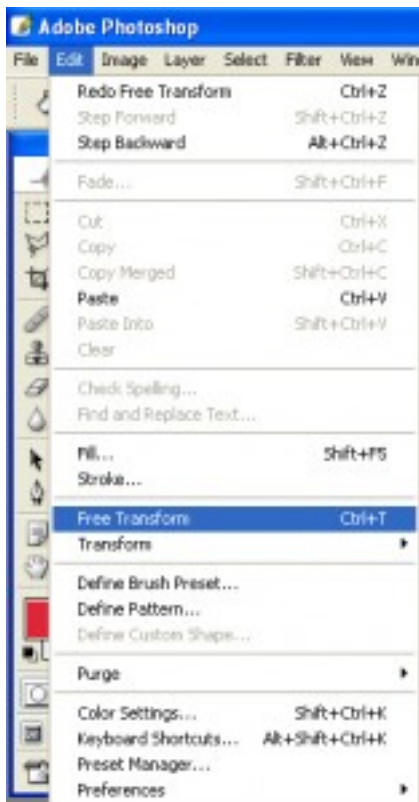 Adobe Photoshop
File Edit Image Layer Select Filter View Win
Redo Free Transform Ctrl+Z
Step Forward Shift+Ctrl+Z
Step Backward Alt+Ctrl+Z
Fade... Shift+Ctrl+F
Cut Ctrl+X
Copy Ctrl+C
Copy Merged Shift+Ctrl+C
Paste Ctrl+V
Paste Into Shift+Ctrl+V
Clear
Check Spelling...
Find and Replace Text...
Fill... Shift+F5
Stroke...
Free Transform Ctrl+T
Transform
Define Brush Preset...
Define Pattern...
Define Custom Shape...
Purge
Color Settings... Shift+Ctrl+K
Keyboard Shortcuts... Alt+Shift+Ctrl+K
Preset Manager...
Preferences